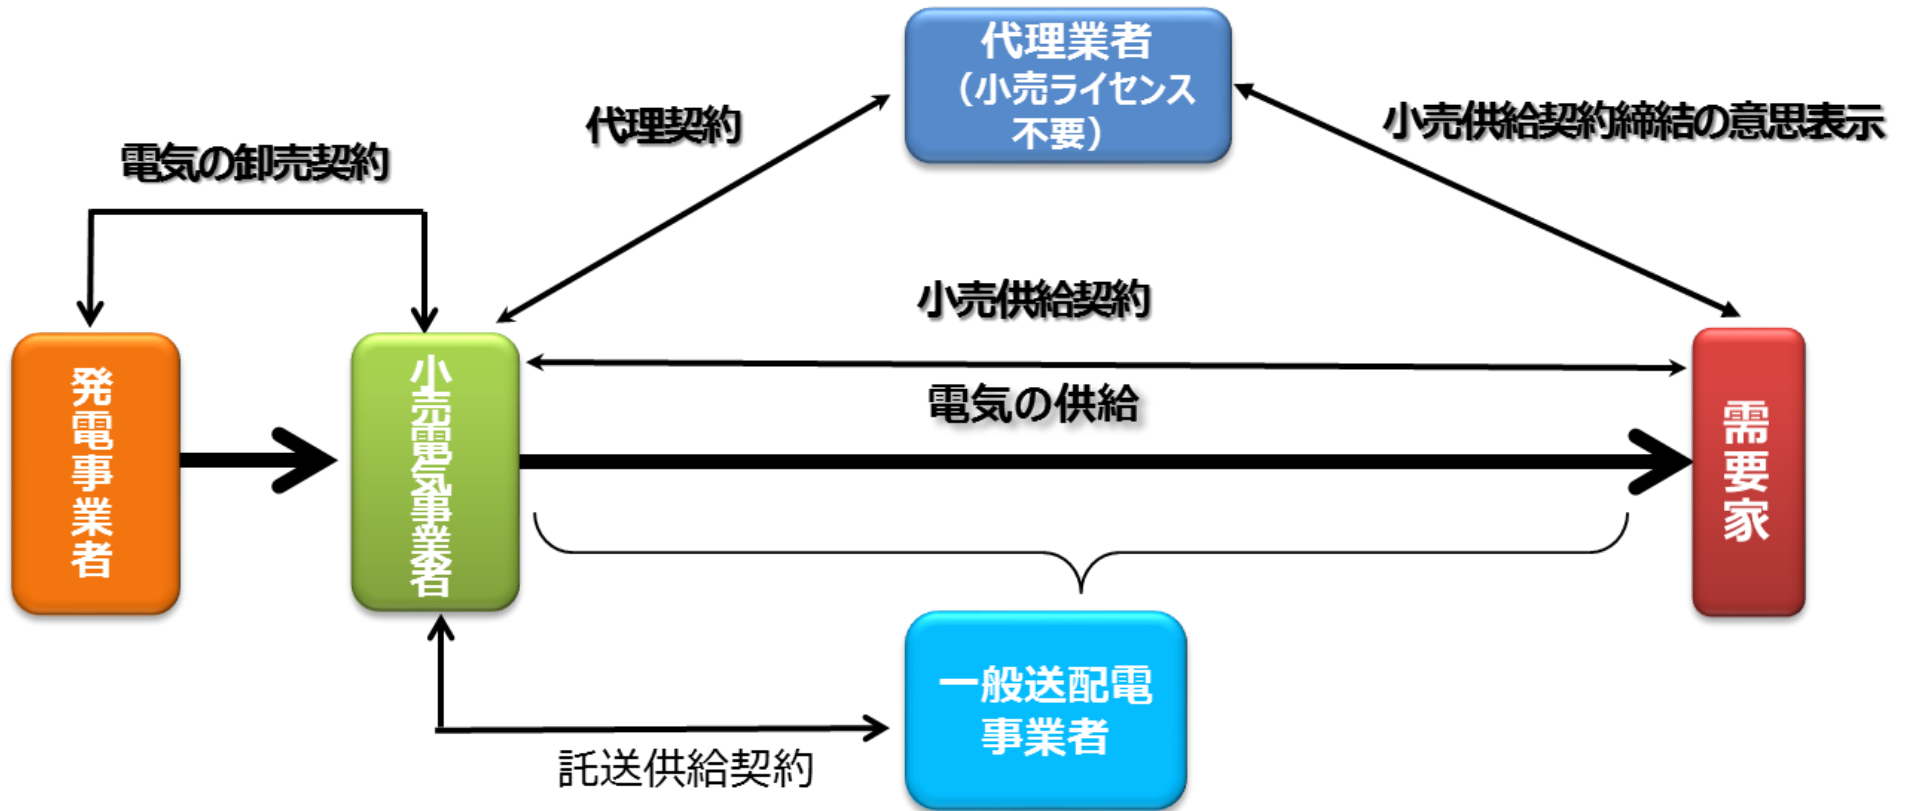 代理業者
（小売ライセンス
不要）
代理契約
小売供給契約締結の意思表示
電気の卸売契約
小売供給契約
電気の供給
発電事業者
小売電気事業者
需要家
一般送配電
事業者
託送供給契約